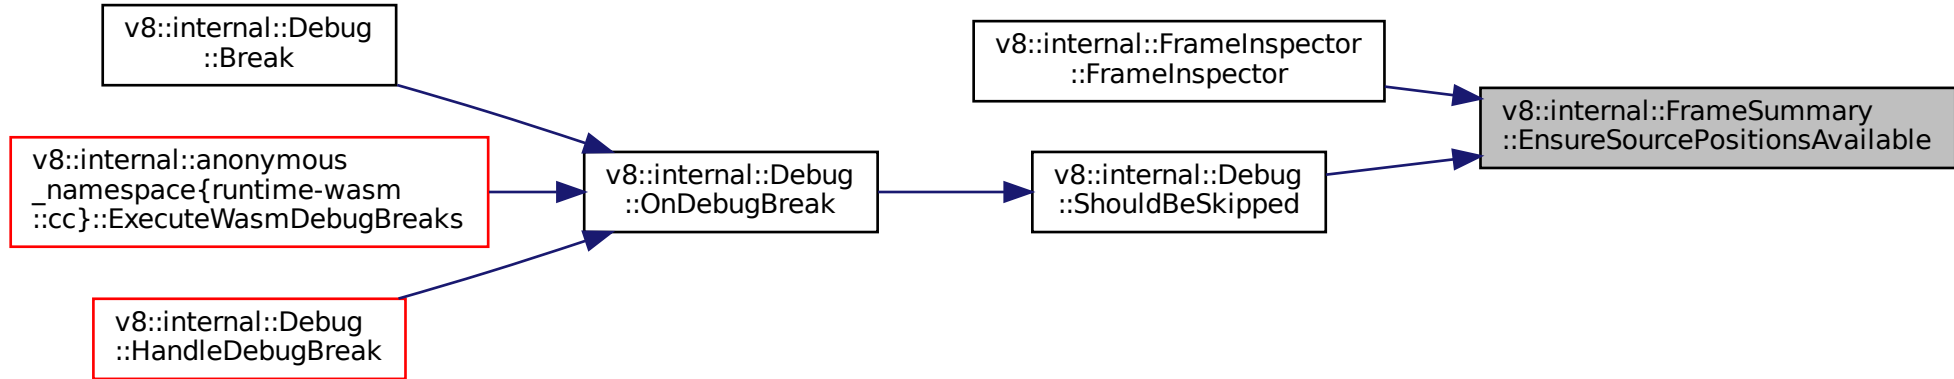 v8::internal::Debug
::Break
v8::internal::anonymous
_namespace{runtime-wasm
::cc}::ExecuteWasmDebugBreaks
v8::internal::Debug
::HandleDebugBreak
v8::internal::Debug
::OnDebugBreak
v8::internal::FrameInspector
::FrameInspector
v8::internal::Debug
::ShouldBeSkipped
v8::internal::FrameSummary
::EnsureSourcePositionsAvailable